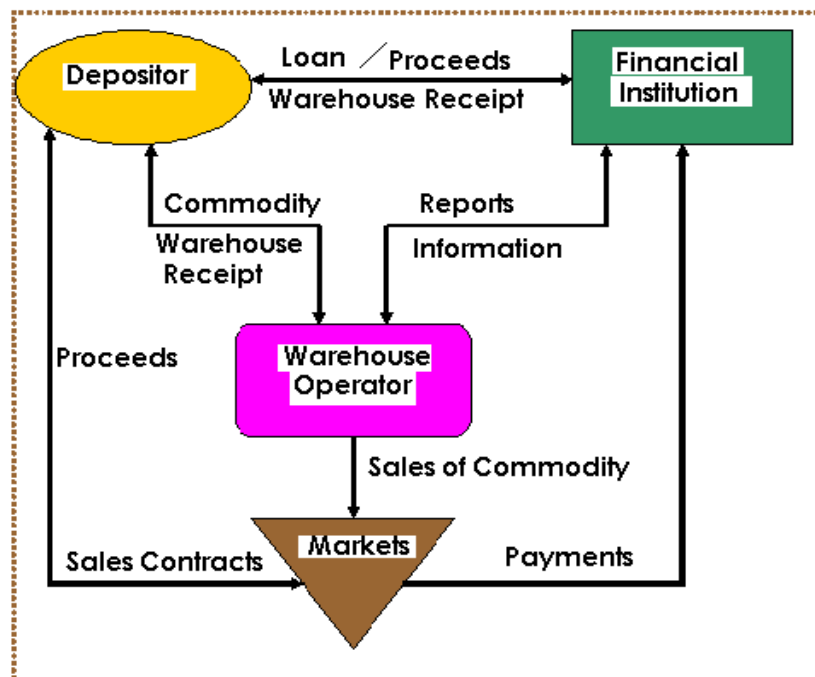 Depositor
Loan / Proceeds
Warehouse Receipt
Financial
Institution
Commodity
Warehouse
Receipt
Reports
Information
Proceeds
Warehouse
Operator
Sales of Commodity
Markets
Sales Contracts
Payments